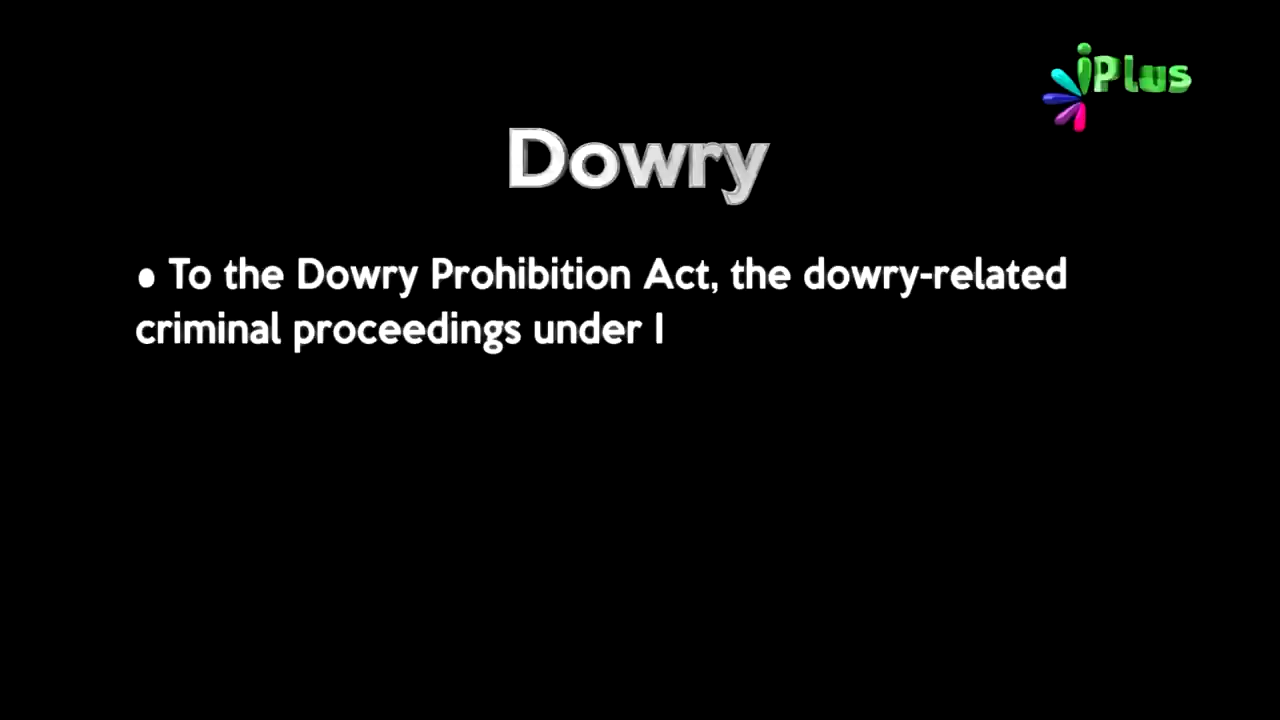 iPlus
Dowry
• To the Dowry Prohibition Act, the dowry-related
criminal proceedings under I